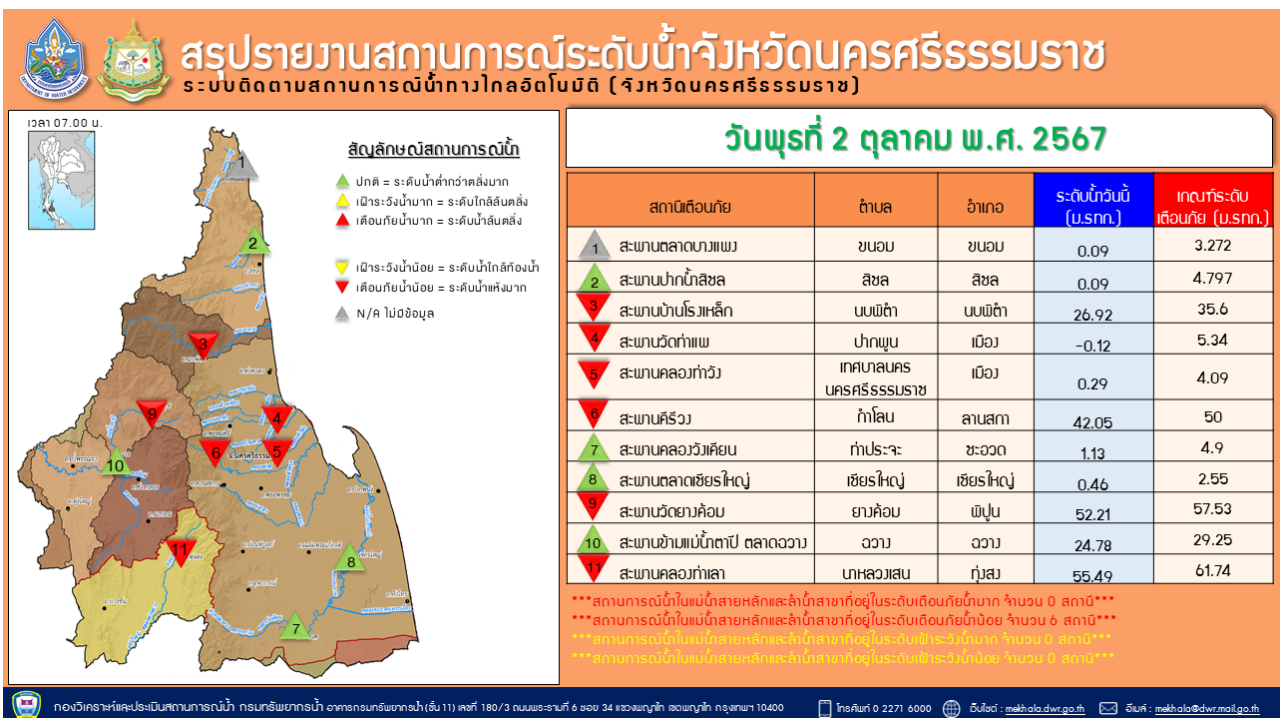 สรุปรายงานสถานการณ์ระดับน้ำจังหวัดนครศรีธรรมราช
ระบบติดตามสถานการณ์น้ำทางไกลอัตโนมัติ (จังหวัดนครศรีธรรมราช)
เวลา 07.00 น.
สัญลักษณ์สถานการณ์น้ำ
ปกติ = ระดับน้ำต่ำกว่าตลิ่งมาก
เฝ้าระวังน้ำมาก = ระดับใกล้ล้นตลิ่ง
เตือนภัยน้ำมาก = ระดับน้ำล้นตลิ่ง
เฝ้าระวังน้ำน้อย = ระดับน้ำใกล้ท้องน้ำ
เตือนภัยน้ำน้อย = ระดับน้ำแห้งมาก
N/A ไม่มีข้อมูล
1
2
3
9
4
6
5
10
11
8
7
วันพุธที่ 2 ตุลาคม พ.ศ. 2567
สถานีเตือนภัย ตำบล อำเภอ ระดับน้ำวันนี้ (ม.รทก.) เกณฑ์ระดับเตือนภัย (ม.รทก.)
1 สะพานตลาดบางแพง ขนอม ขนอม 0.09 3.272
2 สะพานปากน้ำสิชล สิชล สิชล 0.09 4.797
3 สะพานบ้านโรงเหล็ก นบพิตำ นบพิตำ 26.92 35.6
4 สะพานวัดท่าแพ ปากพูน เมือง -0.12 5.34
5 สะพานคลองท่าวัง เทศบาลนครนครศรีธรรมราช เมือง 0.29 4.09
6 สะพานคีรีวง กำโลน ลานสกา 42.05 50
7 สะพานคลองวังเคียน ท่าประจะ ชะอวด 1.13 4.9
8 สะพานตลาดเชียรใหญ่ เชียรใหญ่ เชียรใหญ่ 0.46 2.55
9 สะพานวัดยางค้อม ยางค้อม พิปูน 52.21 57.53
10 สะพานข้ามแม่น้ำตาปี ตลาดฉวาง ฉวาง ฉวาง 24.78 29.25
11 สะพานคลองท่าเลา นาหลวงเสน ทุ่งสง 55.49 61.74
***สถานการณ์น้ำในแม่น้ำสายหลักและลำน้ำสาขาที่อยู่ในระดับเตือนภัยน้ำมาก จำนวน 0 สถานี***
***สถานการณ์น้ำในแม่น้ำสายหลักและลำน้ำสาขาที่อยู่ในระดับเตือนภัยน้ำน้อย จำนวน 6 สถานี***
***สถานการณ์น้ำในแม่น้ำสายหลักและลำน้ำสาขาที่อยู่ในระดับเฝ้าระวังน้ำมาก จำนวน 0 สถานี***
***สถานการณ์น้ำในแม่น้ำสายหลักและลำน้ำสาขาที่อยู่ในระดับเฝ้าระวังน้ำน้อย จำนวน 0 สถานี***
กองวิเคราะห์และประเมินสถานการณ์น้ำ กรมทรัพยากรน้ำ อาคารกรมทรัพยากรน้ำ (ชั้น 11) เลขที่ 180/3 ถนนพระรามที่ 6 ซอย 34 แขวงพญาไท เขตพญาไท กรุงเทพฯ 10400 โทรศัพท์ 0 2271 6000 เว็บไซต์ : mekhala.dwr.go.th อีเมล์ : mekhala@dwr.mail.go.th